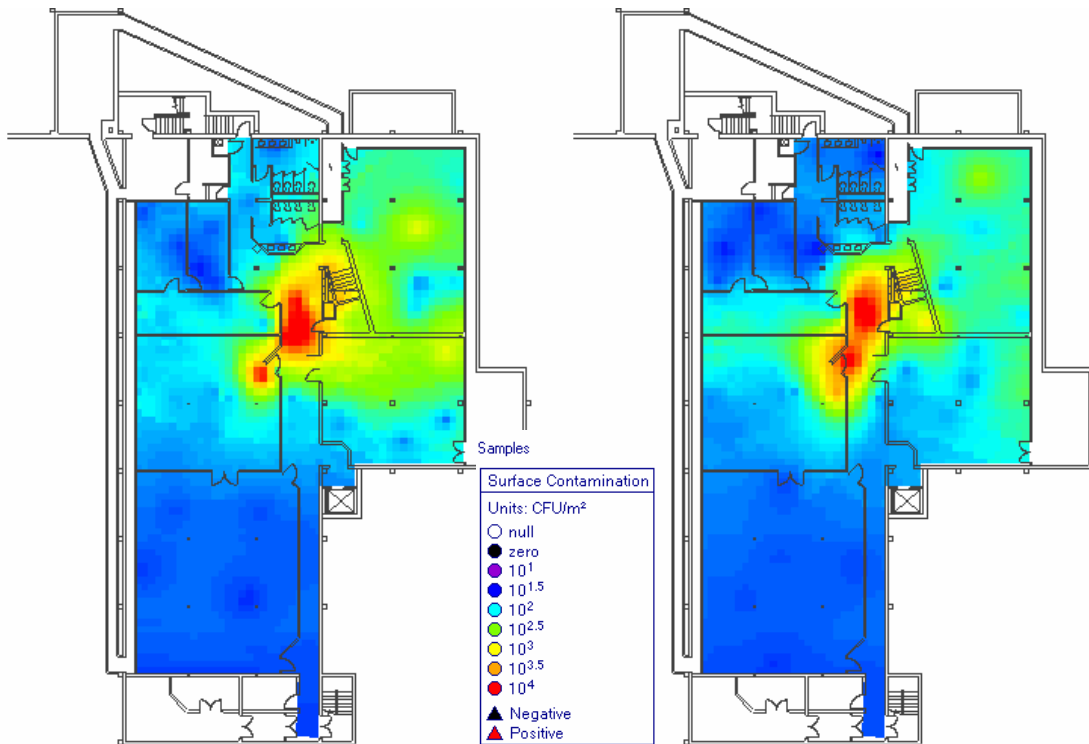 Samples
Surface Contamination
Units: CFU/m²
null
zero
10¹
10¹·⁵
10²
10²·⁵
10³
10³·⁵
10⁴
Negative
Positive